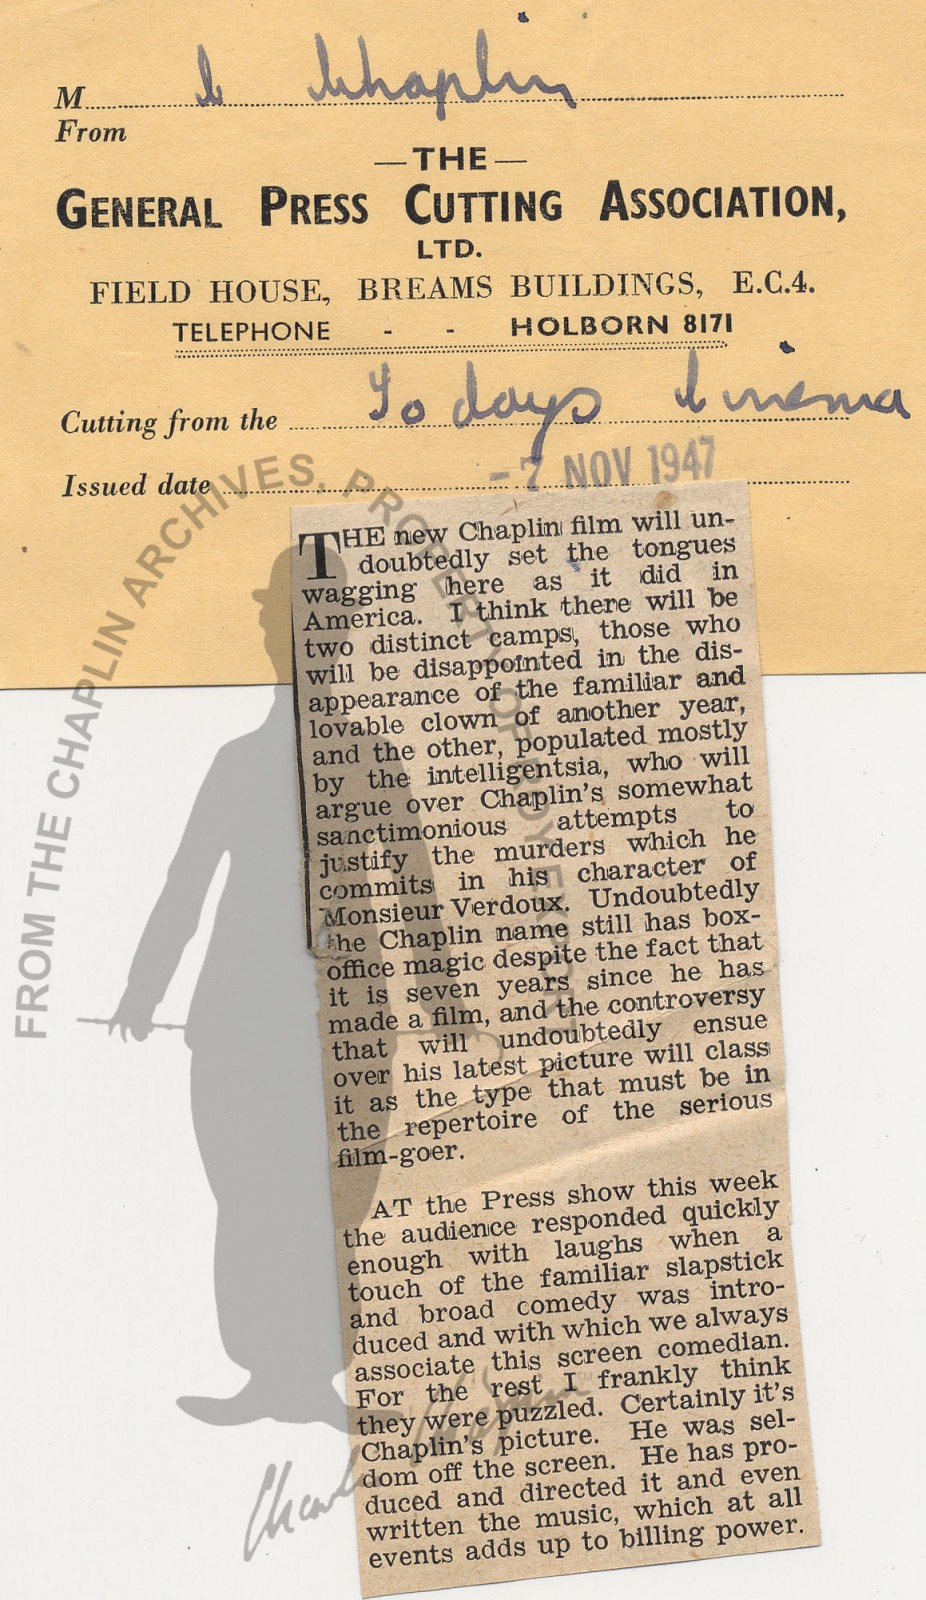 M C Chaplin
From
—THE—
GENERAL PRESS CUTTING ASSOCIATION,
LTD.
FIELD HOUSE, BREAMS BUILDINGS, E.C.4.
TELEPHONE - - HOLBORN 8171
Cutting from the Todays Cinema
Issued date -7 NOV 1947
THE new Chaplin film will un-
doubtedly set the tongues
wagging here as it did in
America. I think there will be
two distinct camps, those who
will be disappointed in the dis-
appearance of the familiar and
lovable clown of another year,
and the other, populated mostly
by the intelligentsia, who will
argue over Chaplin's somewhat
sanctimonious attempts to
justify the murders which he
commits in his character of
Monsieur Verdoux. Undoubtedly
the Chaplin name still has box-
office magic despite the fact that
it is seven years since he has
made a film, and the controversy
that will undoubtedly ensue
over his latest picture will class
it as the type that must be in
the repertoire of the serious
film-goer.
AT the Press show this week
the audience responded quickly
enough with laughs when a
touch of the familiar slapstick
and broad comedy was intro-
duced and with which we always
associate this screen comedian.
For the rest I frankly think
they were puzzled. Certainly it's
Chaplin's picture. He was sel-
dom off the screen. He has pro-
duced and directed it and even
written the music, which at all
events adds up to billing power.
FROM THE CHAPLIN ARCHIVES, PROPERTY OF ROY EXPORT
Charlie Chaplin